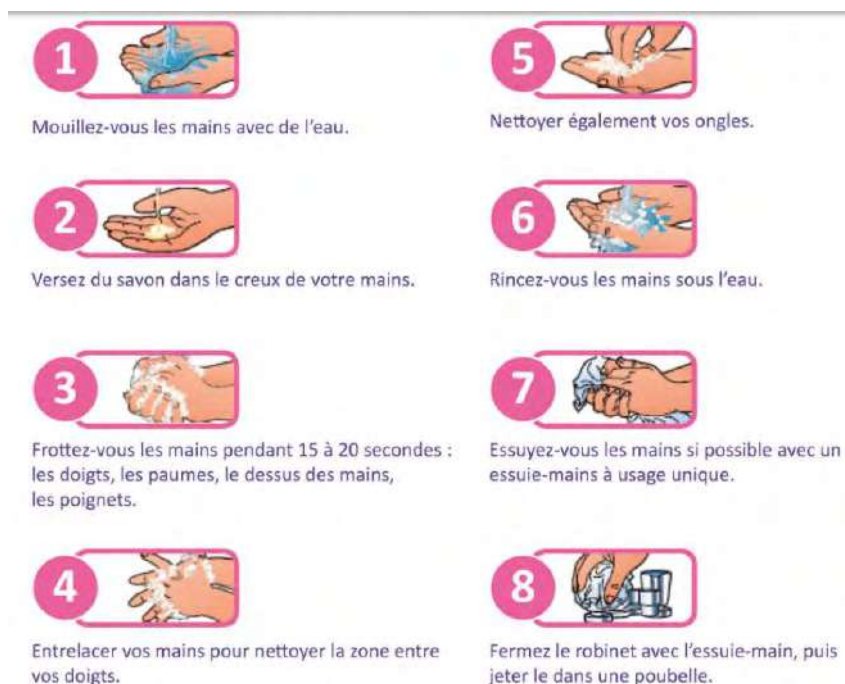 1
Mouillez-vous les mains avec de l'eau.
2
Versez du savon dans le creux de votre mains.
3
Frottez-vous les mains pendant 15 à 20 secondes :
les doigts, les paumes, le dessus des mains,
les poignets.
4
Entrelacer vos mains pour nettoyer la zone entre
vos doigts.
5
Nettoyer également vos ongles.
6
Rincez-vous les mains sous l'eau.
7
Essuyez-vous les mains si possible avec un
essuie-mains à usage unique.
8
Fermez le robinet avec l'essuie-main, puis
jeter le dans une poubelle.